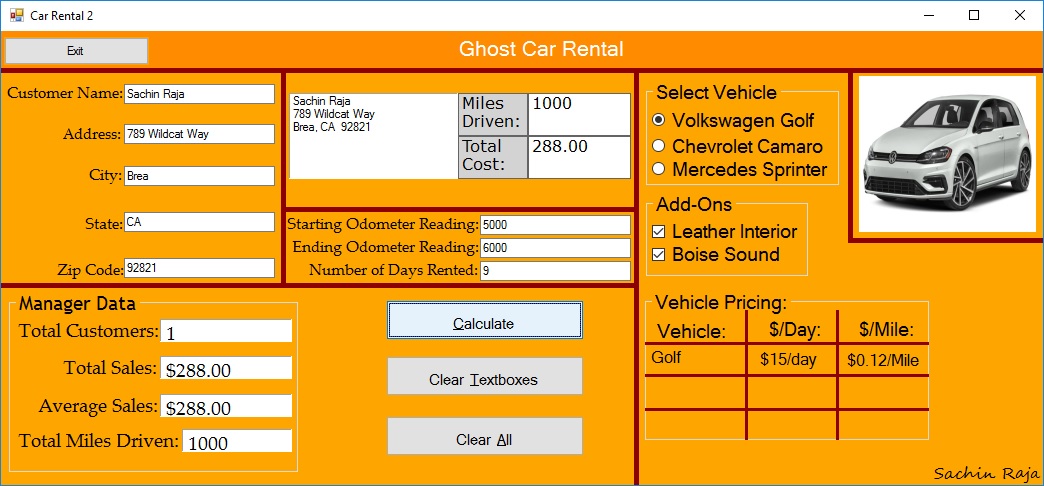 Car Rental 2
Exit
Ghost Car Rental
Customer Name: Sachin Raja
Address: 789 Wildcat Way
City: Brea
State: CA
Zip Code: 92821
Sachin Raja
789 Wildcat Way
Brea, CA 92821
Miles Driven: 1000
Total Cost: 288.00
Starting Odometer Reading: 5000
Ending Odometer Reading: 6000
Number of Days Rented: 9
Select Vehicle
Volkswagen Golf
Chevrolet Camaro
Mercedes Sprinter
Add-Ons
Leather Interior
Boise Sound
Manager Data
Total Customers: 1
Total Sales: $288.00
Average Sales: $288.00
Total Miles Driven: 1000
Calculate
Clear Textboxes
Clear All
Vehicle Pricing:
Vehicle: $/Day: $/Mile:
Golf $15/day $0.12/Mile
Sachin Raja